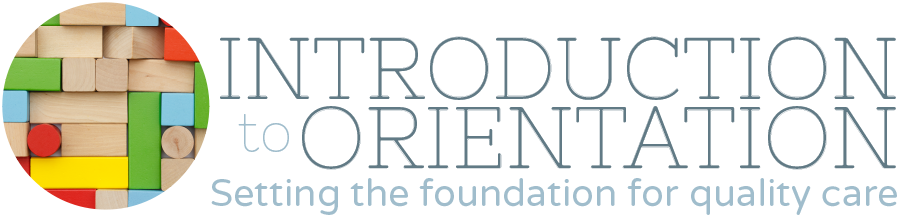 INTRODUCTION
to ORIENTATION
Setting the foundation for quality care